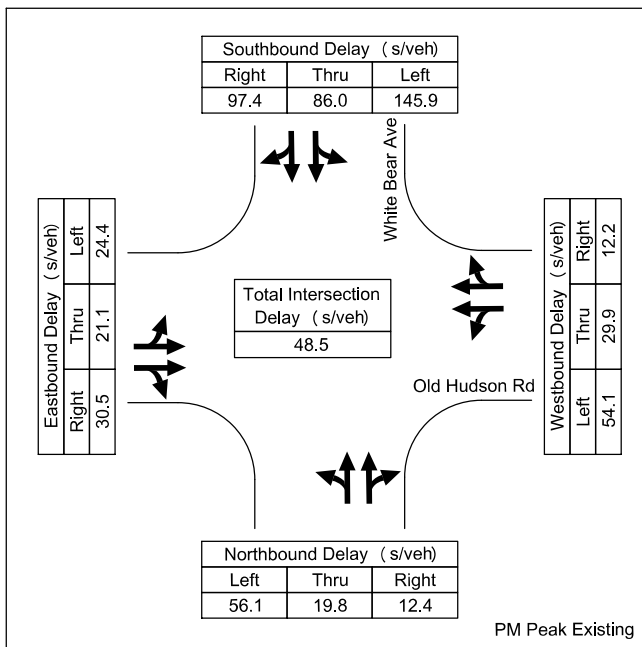 Southbound Delay ( s/veh)
Right Thru Left
97.4 86.0 145.9
White Bear Ave
Eastbound Delay ( s/veh)
Right Thru Left
30.5 21.1 24.4
Total Intersection
Delay ( s/veh)
48.5
Westbound Delay ( s/veh)
Left Thru Right
54.1 29.9 12.2
Old Hudson Rd
Northbound Delay ( s/veh)
Left Thru Right
56.1 19.8 12.4
PM Peak Existing